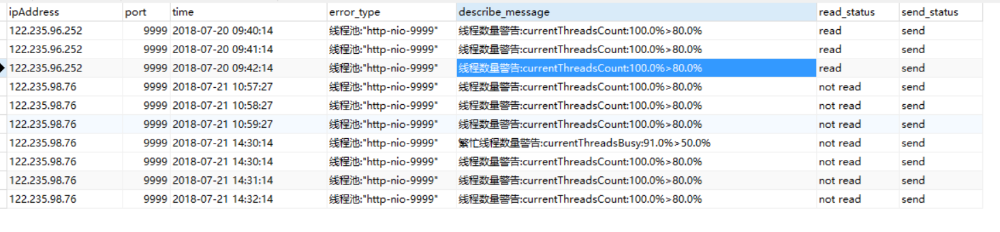 ipAddress port time error_type describe_message read_status send_status
122.235.96.252 9999 2018-07-20 09:40:14 线程池:"http-nio-9999" 线程数量警告:currentThreadsCount:100.0%>80.0% read send
122.235.96.252 9999 2018-07-20 09:41:14 线程池:"http-nio-9999" 线程数量警告:currentThreadsCount:100.0%>80.0% read send
122.235.96.252 9999 2018-07-20 09:42:14 线程池:"http-nio-9999" 线程数量警告:currentThreadsCount:100.0%>80.0% read send
122.235.98.76 9999 2018-07-21 10:57:27 线程池:"http-nio-9999" 线程数量警告:currentThreadsCount:100.0%>80.0% not read send
122.235.98.76 9999 2018-07-21 10:58:27 线程池:"http-nio-9999" 线程数量警告:currentThreadsCount:100.0%>80.0% not read send
122.235.98.76 9999 2018-07-21 10:59:27 线程池:"http-nio-9999" 线程数量警告:currentThreadsCount:100.0%>80.0% not read send
122.235.98.76 9999 2018-07-21 14:30:14 线程池:"http-nio-9999" 繁忙线程数量警告:currentThreadsBusy:91.0%>50.0% not read send
122.235.98.76 9999 2018-07-21 14:30:14 线程池:"http-nio-9999" 线程数量警告:currentThreadsCount:100.0%>80.0% not read send
122.235.98.76 9999 2018-07-21 14:31:14 线程池:"http-nio-9999" 线程数量警告:currentThreadsCount:100.0%>80.0% not read send
122.235.98.76 9999 2018-07-21 14:32:14 线程池:"http-nio-9999" 线程数量警告:currentThreadsCount:100.0%>80.0% not read send